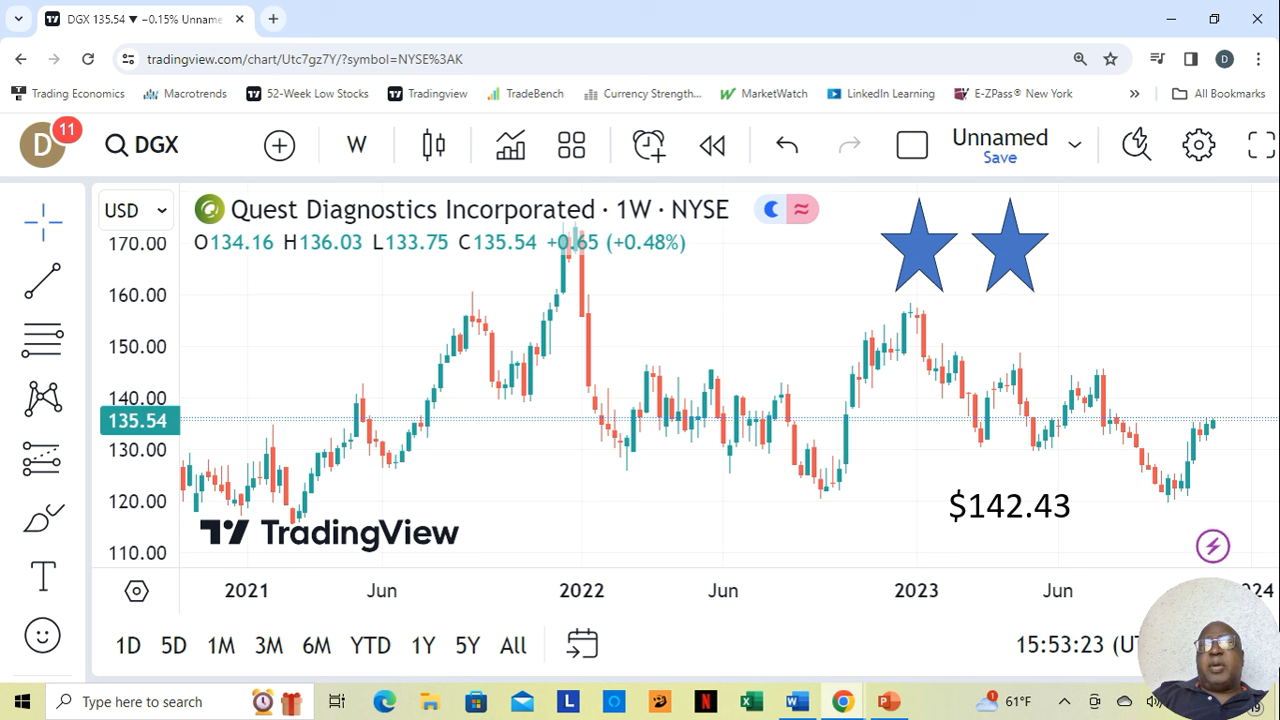 DGX 135.54 ▼ −0.15% Unname
tradingview.com/chart/Utc7gz7Y/?symbol=NYSE%3AK
D
Trading Economics
Macrotrends
52-Week Low Stocks
Tradingview
TradeBench
Currency Strength...
MarketWatch
LinkedIn Learning
E-ZPass® New York
All Bookmarks
D
11
DGX
W
Unnamed
Save
USD
Quest Diagnostics Incorporated · 1W · NYSE
O134.16 H136.03 L133.75 C135.54 +0.65 (+0.48%)
170.00
160.00
150.00
140.00
135.54
130.00
120.00
110.00
$142.43
TradingView
2021
Jun
2022
Jun
2023
Jun
24
1D
5D
1M
3M
6M
YTD
1Y
5Y
All
15:53:23 (UT
Type here to search
1
61°F